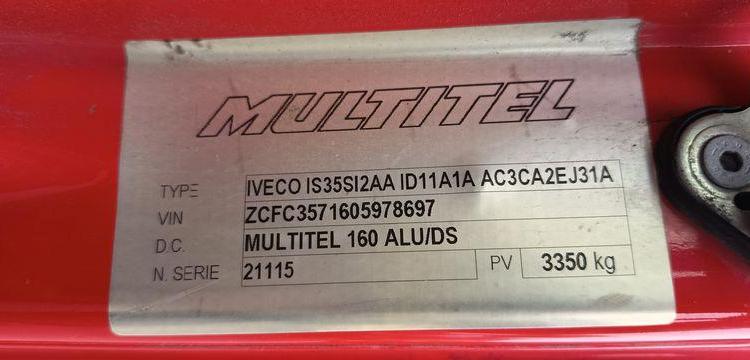 MULTITEL
TYPE IVECO IS35SI2AA ID11A1A AC3CA2EJ31A
VIN ZCFC3571605978697
D.C. MULTITEL 160 ALU/DS
N. SERIE 21115 PV 3350 kg